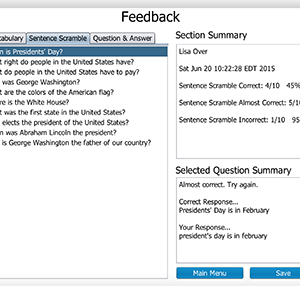 Feedback
cabulary Sentence Scramble Question & Answer
n is Presidents' Day?
t right do people in the United States have?
t do people in the United States have to pay?
was George Washington?
t are the colors of the American flag?
re is the White House?
t was the first state in the United States?
elects the president of the United States?
n was Abraham Lincoln the president?
is George Washington the father of our country?
Section Summary
Lisa Over
Sat Jun 20 10:22:28 EDT 2015
Sentence Scramble Correct: 4/10 45%
Sentence Scramble Almost Correct: 5/1
Sentence Scramble Incorrect: 1/10 95
Selected Question Summary
Almost correct. Try again.
Correct Response...
Presidents' Day is in February
Your Response...
president's day is in February
Main Menu Save